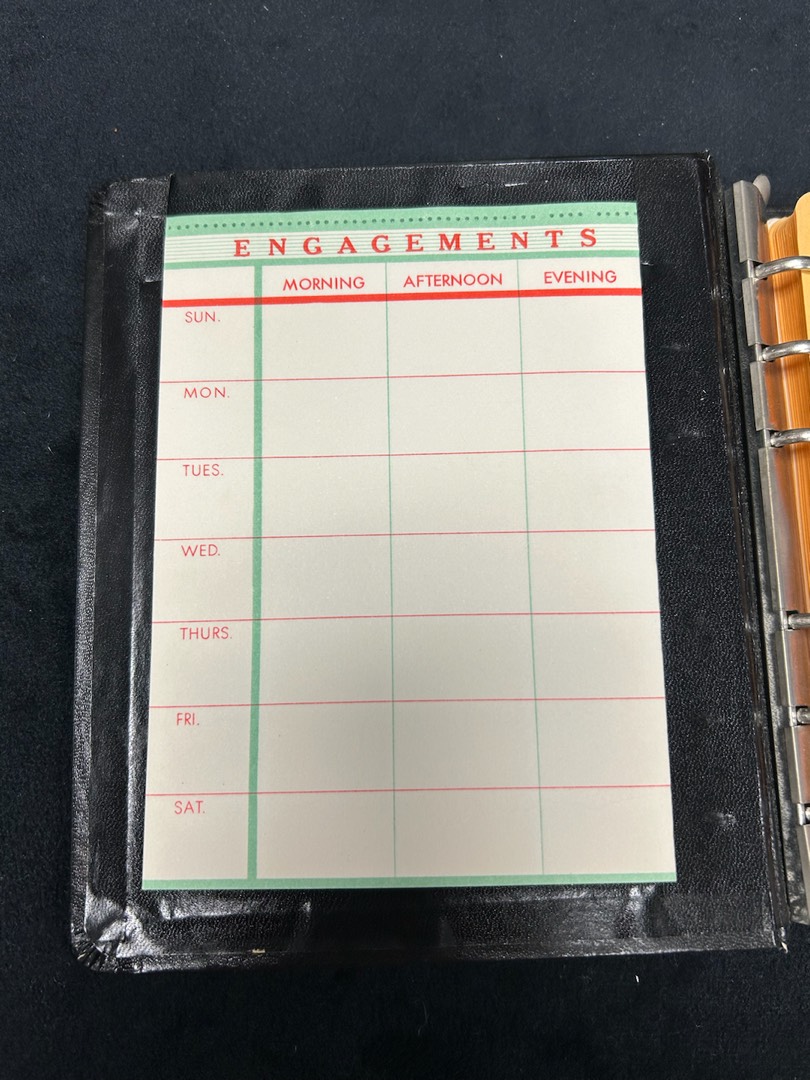 ENGAGEMENTS
MORNING AFTERNOON EVENING
SUN.
MON.
TUES.
WED.
THURS.
FRI.
SAT.